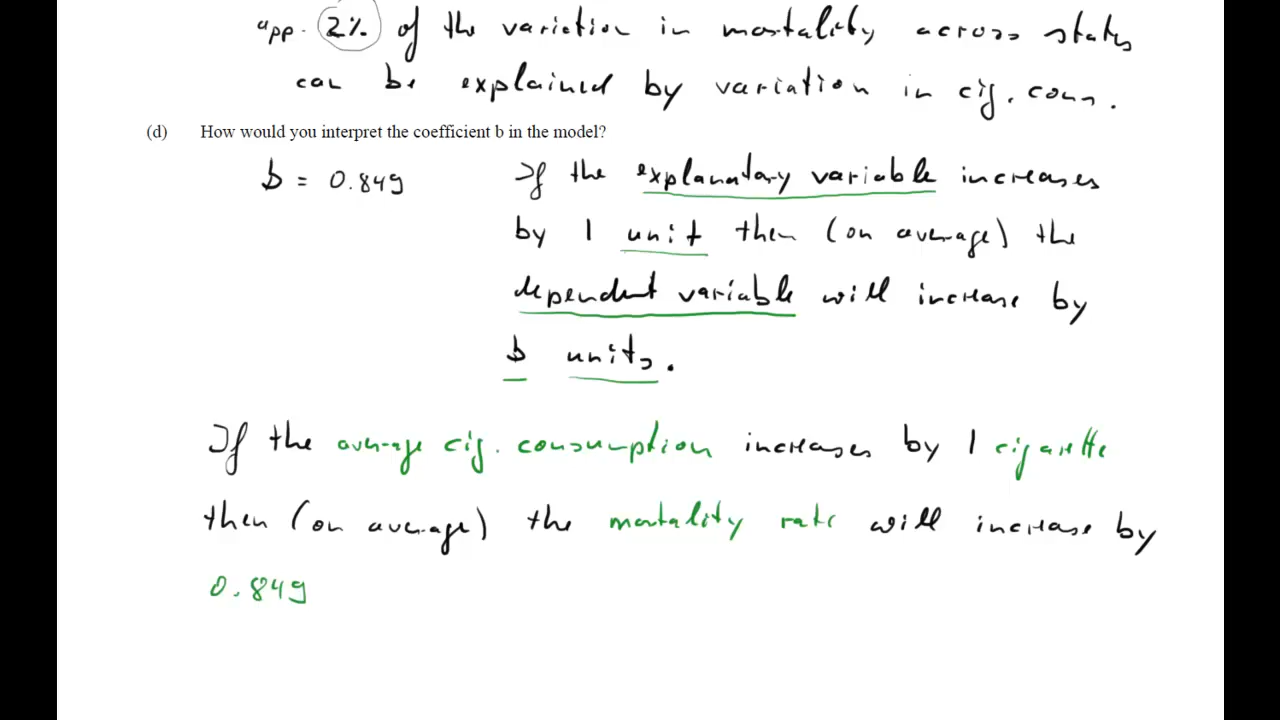 app. 2% of the variation in mortality across states
can be explained by variation in cig. cons.
(d) How would you interpret the coefficient b in the model?
b = 0.849 If the explanatory variable increases
by 1 unit then (on average) the
dependent variable will increase by
b units.
If the average cig. consumption increases by 1 cigarette
then (on average) the mortality rate will increase by
0.849